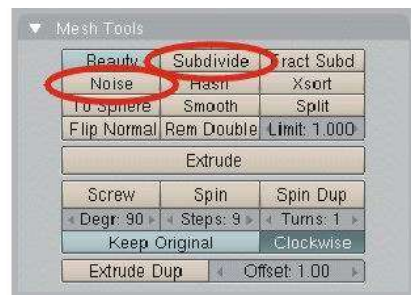 Mesh Tools
Beauty Subdivide Fract Subd
Noise Hash Xsort
To Sphere Smooth Split
Flip Normal Rem Double Limit: 1.000
Extrude
Screw Spin Spin Dup
Degr: 90 Steps: 9 Turns: 1
Keep Original Clockwise
Extrude Dup Offset: 1.00